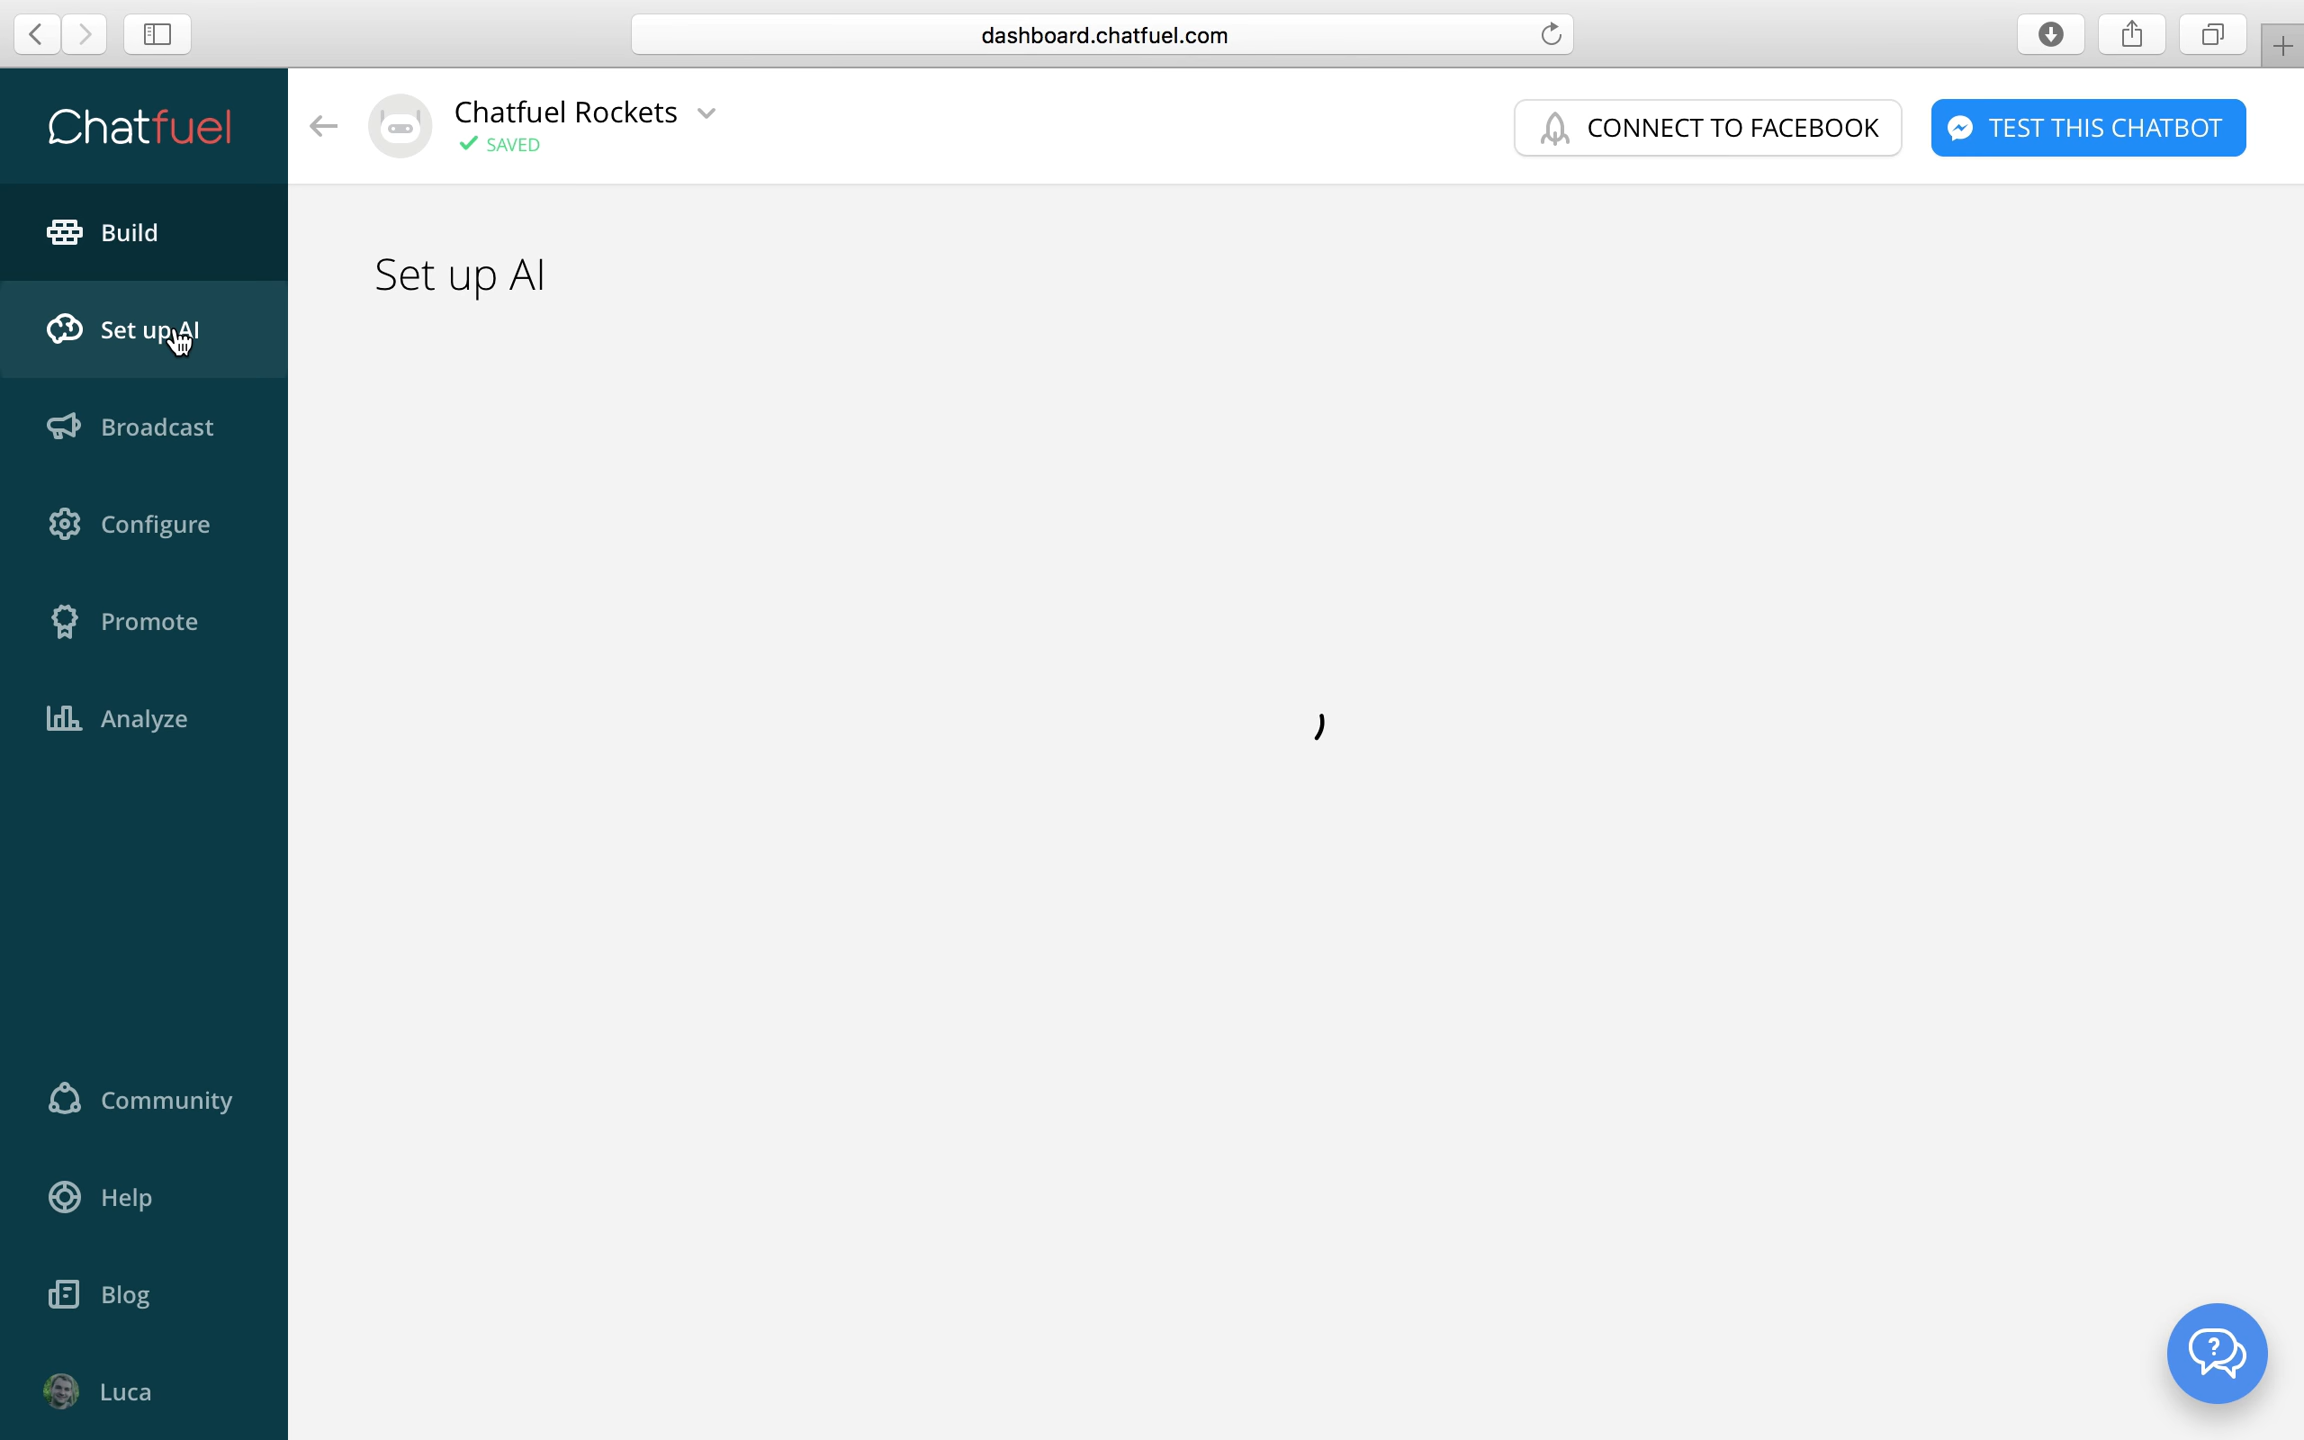 dashboard.chatfuel.com
Chatfuel
Chatfuel Rockets
SAVED
CONNECT TO FACEBOOK
TEST THIS CHATBOT
Build
Set up AI
Set up AI
Broadcast
Configure
Promote
Analyze
Community
Help
Blog
Luca